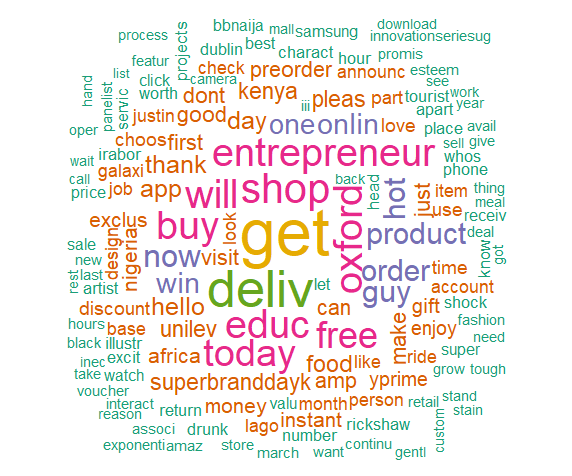 download
bbnaija mall samsung
process dublin best innovationseriesug
projects charact hour promis
featur check preorder announc esteem
list click camera see
hand panelist servic worth dont kenya pleas part tourist work
iii apart year
oper justin good day one onlin love place avail
choos first entrepreneur sell give
wait irabor whos
call galaxi thank back phone
price job app will shop head hot just item thing
meal
exclus buy look oxford use receiv
sale design nigeria product deal
new now visit get order time know got
rest last artist win deliv let guy account
discount hello can gift shock
hours base unilev educ free make enjoy fashion
black illustr need
inec excit africa today food like ride super
take watch grow tough
voucher superbranddayk amp yprime
interact money valu month person retail stand
reason return lago instant stain
associ drunk number rickshaw custom
exponenti amaz store march want continu gentl